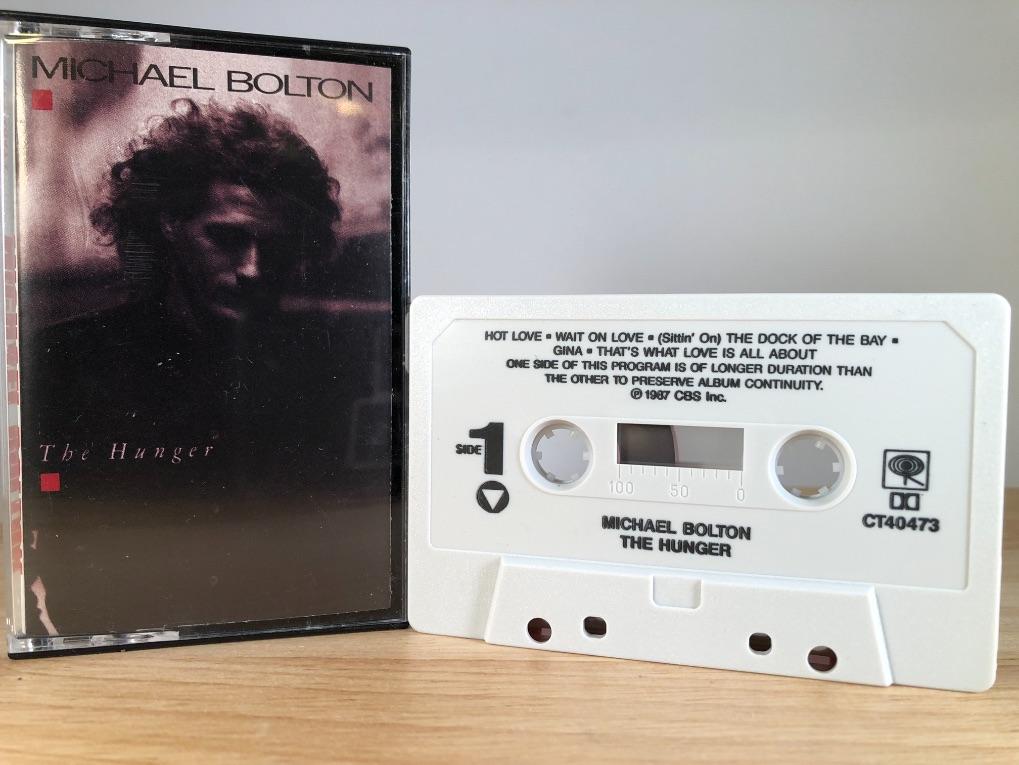 MICHAEL BOLTON
The Hunger
HOT LOVE ▪ WAIT ON LOVE ▪ (Sittin' On) THE DOCK OF THE BAY ▪
GINA ▪ THAT'S WHAT LOVE IS ALL ABOUT
ONE SIDE OF THIS PROGRAM IS OF LONGER DURATION THAN
THE OTHER TO PRESERVE ALBUM CONTINUITY.
℗ 1987 CBS Inc.
SIDE 1
100 50 0
CT40473
MICHAEL BOLTON
THE HUNGER